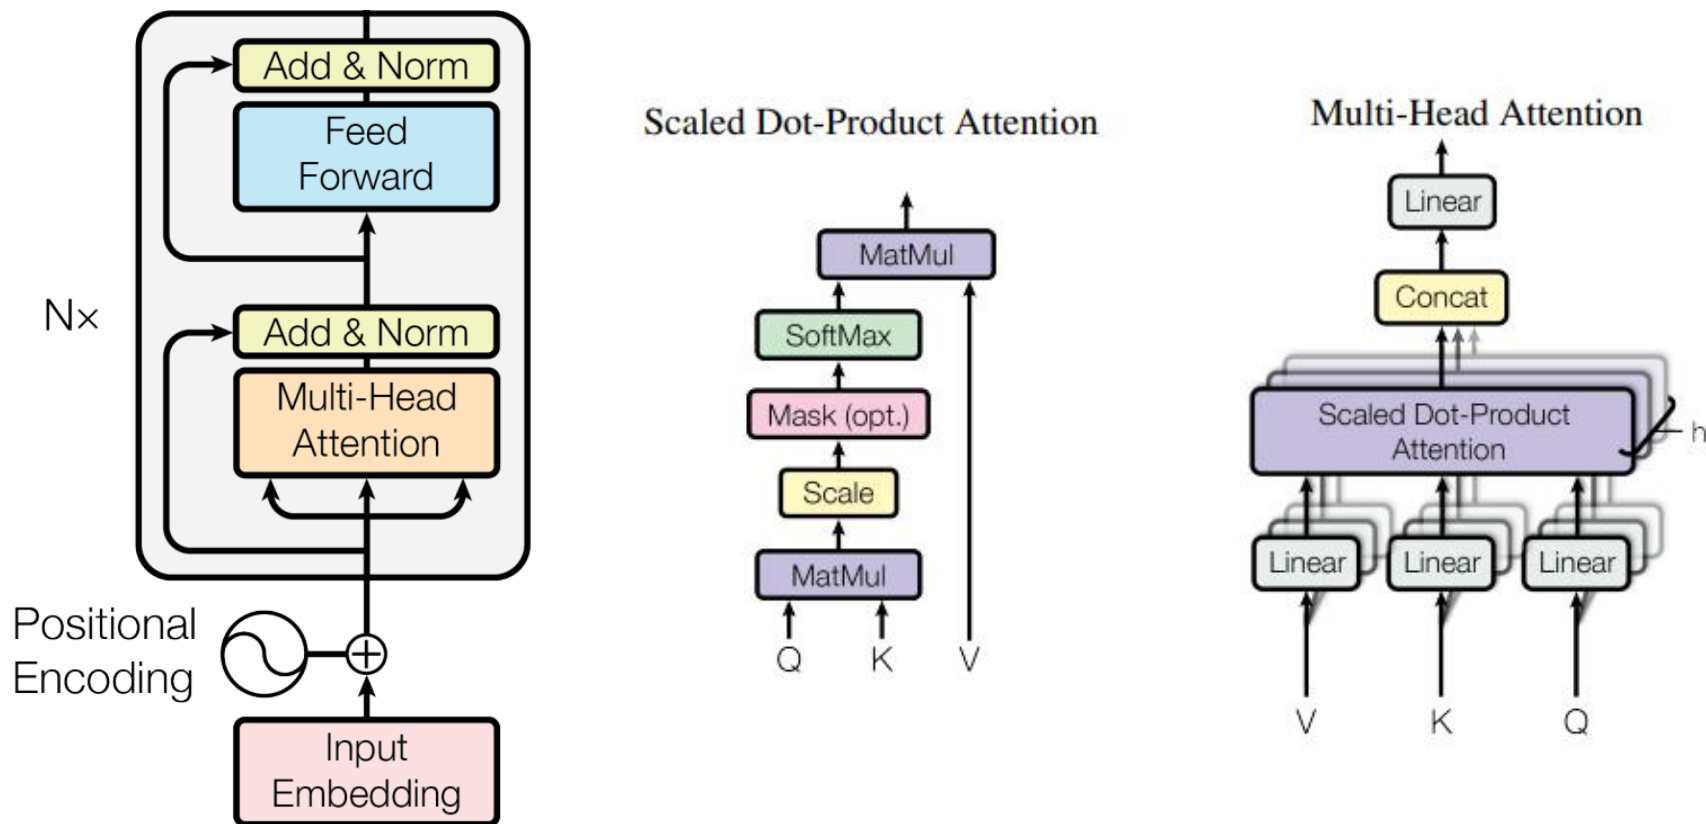 Add & Norm
Feed
Forward
N×
Add & Norm
Multi-Head
Attention
Positional
Encoding
Input
Embedding
Scaled Dot-Product Attention
MatMul
SoftMax
Mask (opt.)
Scale
MatMul
Q K V
Multi-Head Attention
Linear
Concat
Scaled Dot-Product
Attention
h
Linear Linear Linear
V K Q